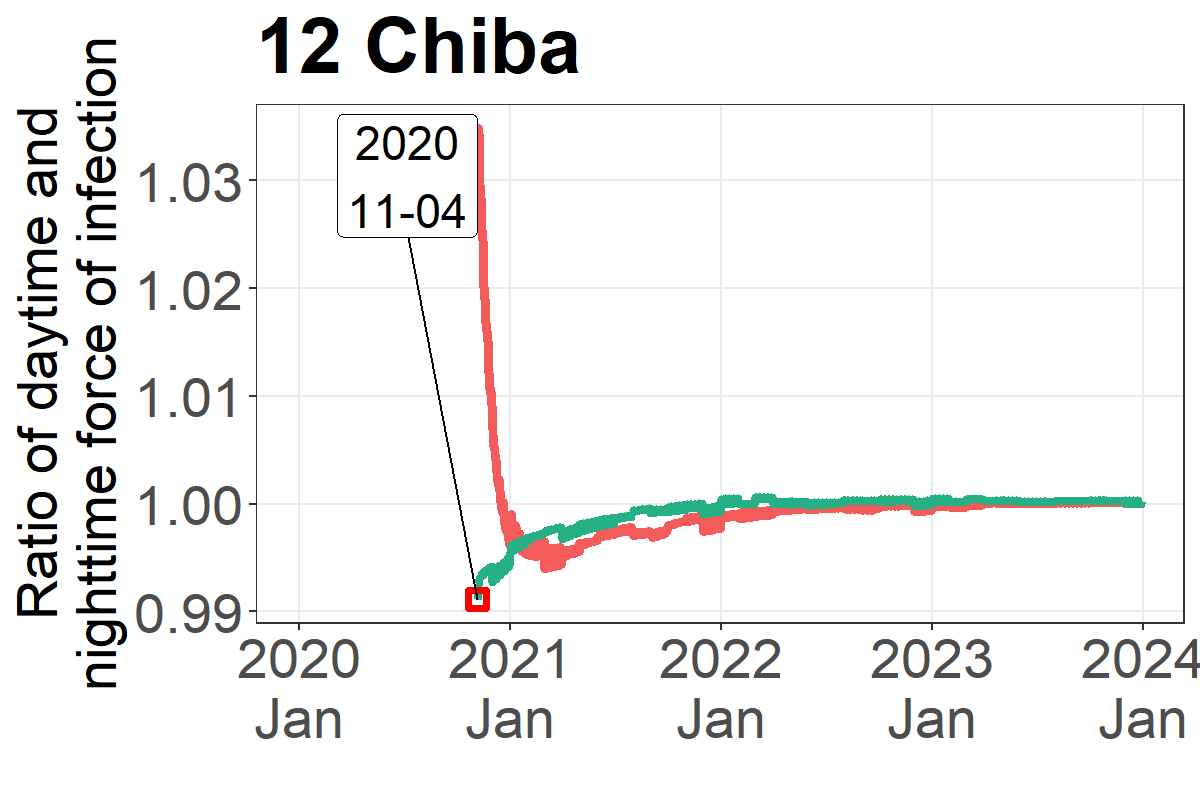 12 Chiba
Ratio of daytime and
nighttime force of infection
1.03
1.02
1.01
1.00
0.99
2020
11-04
2020
Jan
2021
Jan
2022
Jan
2023
Jan
2024
Jan